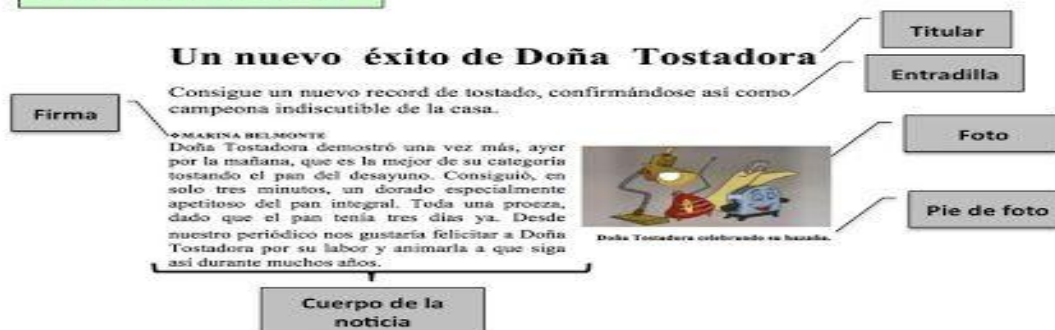 Titular
Un nuevo éxito de Doña Tostadora
Entradilla
Consigue un nuevo record de tostado, confirmándose así como
campeona indiscutible de la casa.
Firma
MARINA BELMONTE
Doña Tostadora demostró una vez más, ayer
por la mañana, que es la mejor de su categoría
tostando el pan del desayuno. Consiguió, en
solo tres minutos, un dorado especialmente
apetitoso del pan integral. Toda una proeza,
dado que el pan tenía tres días ya. Desde
nuestro periódico nos gustaría felicitar a Doña
Tostadora por su labor y animarla a que siga
así durante muchos años.
Foto
Pie de foto
Doña Tostadora celebrando su hazaña.
Cuerpo de la
noticia